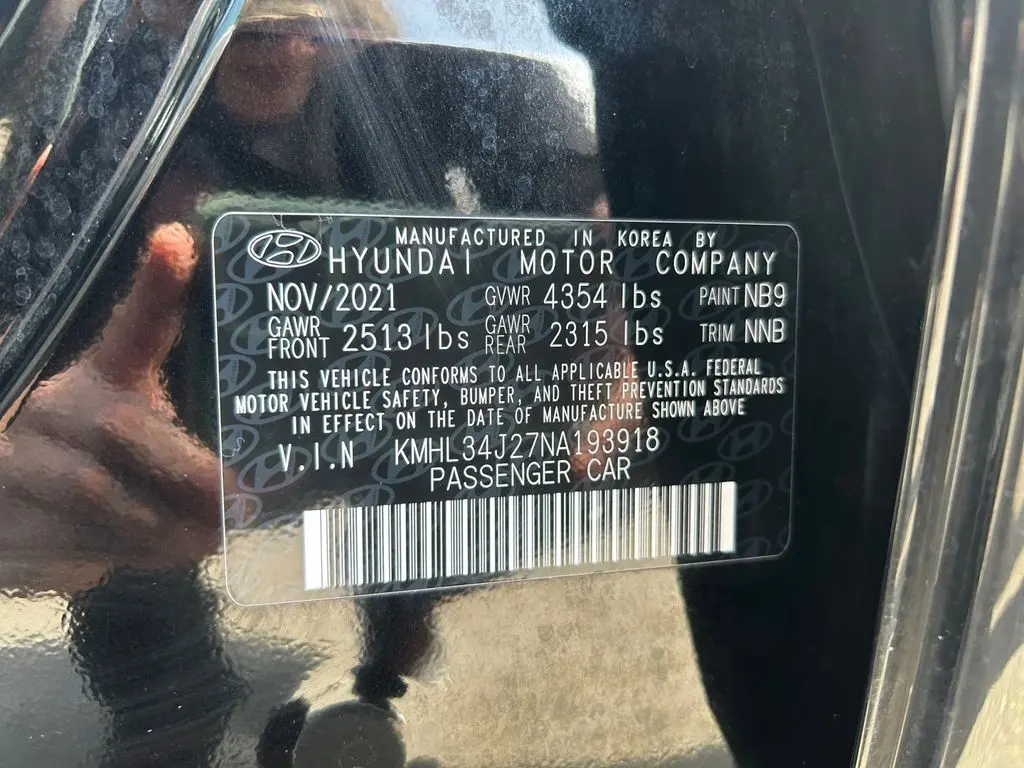 MANUFACTURED IN KOREA BY
HYUNDAI MOTOR COMPANY
NOV/2021 GVWR 4354 lbs PAINT NB9
GAWR FRONT 2513 lbs GAWR REAR 2315 lbs TRIM NNB
THIS VEHICLE CONFORMS TO ALL APPLICABLE U.S.A. FEDERAL
MOTOR VEHICLE SAFETY, BUMPER, AND THEFT PREVENTION STANDARDS
IN EFFECT ON THE DATE OF MANUFACTURE SHOWN ABOVE
V.I.N KMHL34J27NA193918
PASSENGER CAR